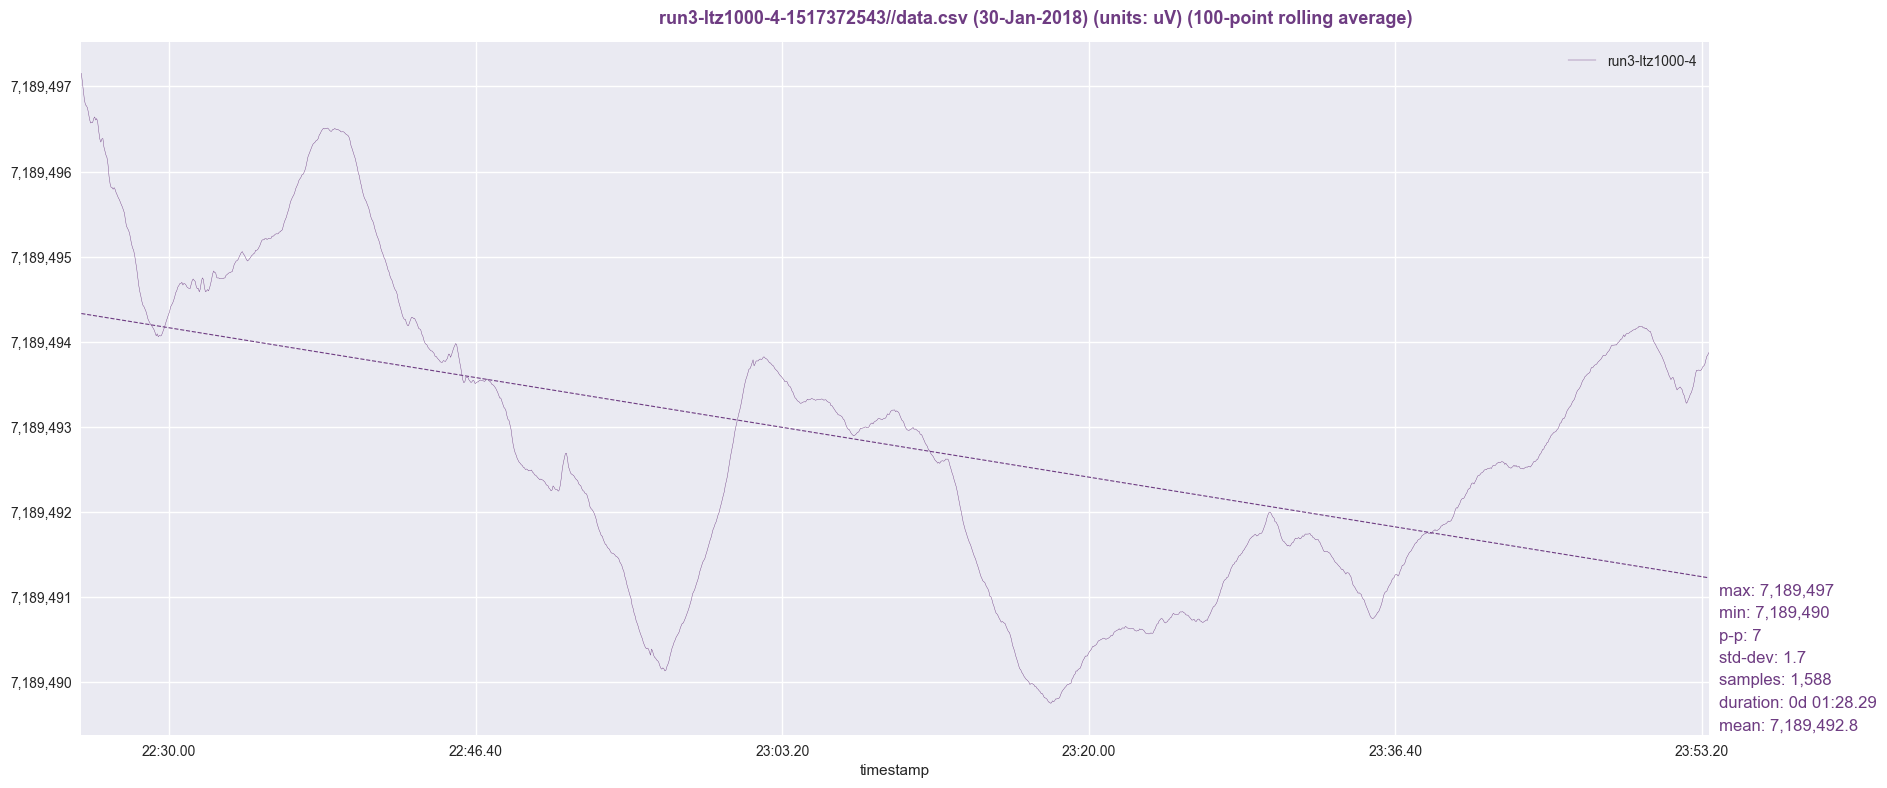 run3-ltz1000-4-1517372543//data.csv (30-Jan-2018) (units: uV) (100-point rolling average)
run3-ltz1000-4
7,189,497
7,189,496
7,189,495
7,189,494
7,189,493
7,189,492
7,189,491
7,189,490
max: 7,189,497
min: 7,189,490
p-p: 7
std-dev: 1.7
samples: 1,588
duration: 0d 01:28.29
mean: 7,189,492.8
22:30.00 22:46.40 23:03.20 23:20.00 23:36.40 23:53.20
timestamp